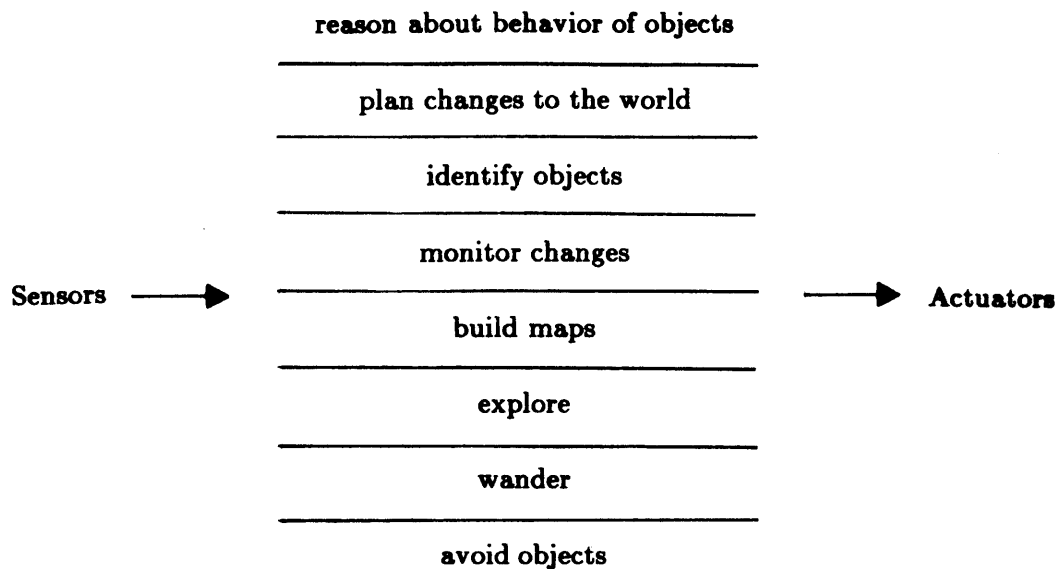 reason about behavior of objects
plan changes to the world
identify objects
monitor changes
Sensors
Actuators
build maps
explore
wander
avoid objects